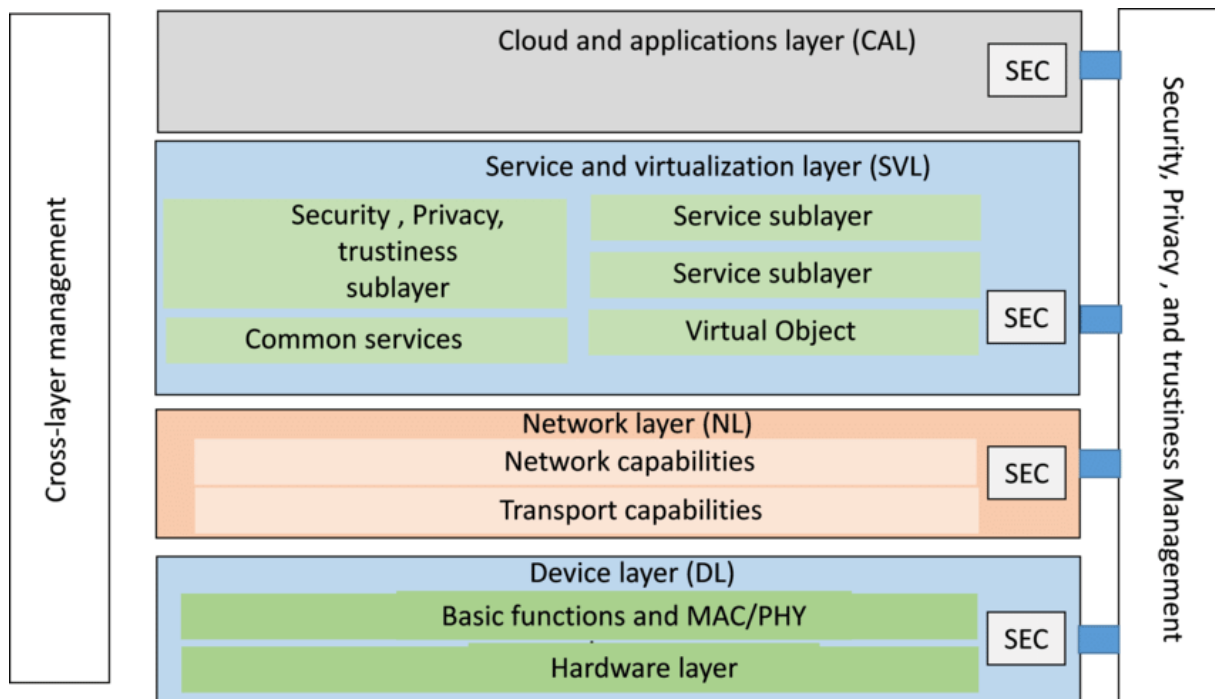 Cross-layer management
Cloud and applications layer (CAL)
SEC
Service and virtualization layer (SVL)
Security , Privacy,
trustiness
sublayer
Common services
Service sublayer
Service sublayer
Virtual Object
SEC
Network layer (NL)
Network capabilities
Transport capabilities
SEC
Device layer (DL)
Basic functions and MAC/PHY
Hardware layer
SEC
Security, Privacy , and trustiness Management